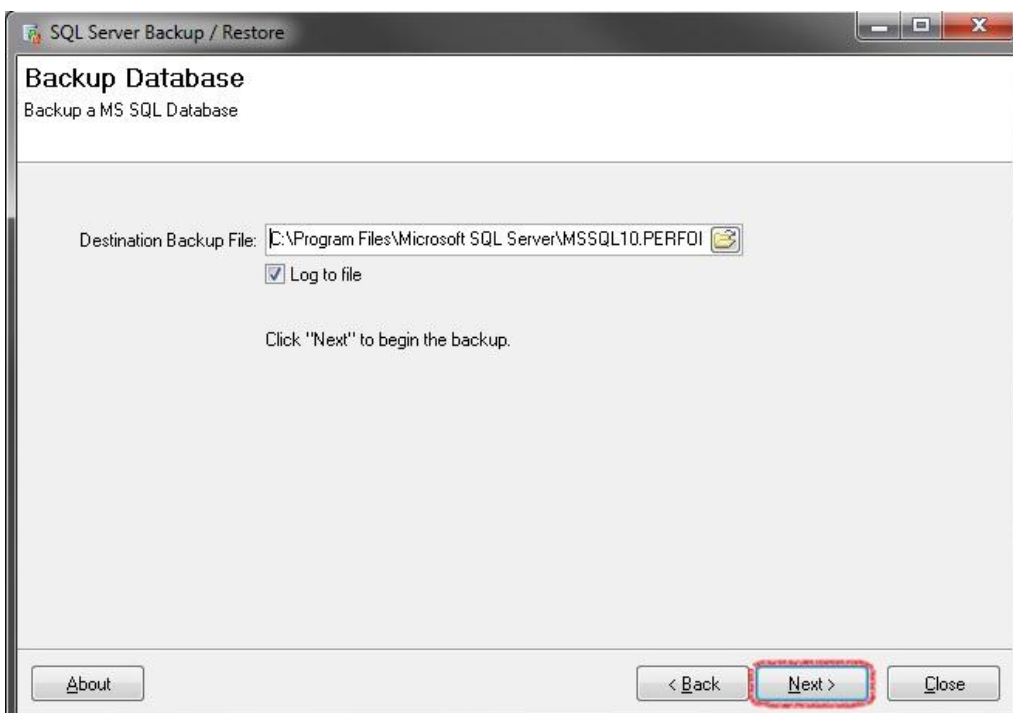 SQL Server Backup / Restore
Backup Database
Backup a MS SQL Database
Destination Backup File: C:\Program Files\Microsoft SQL Server\MSSQL10.PERFOI
Log to file
Click "Next" to begin the backup.
About < Back Next > Close